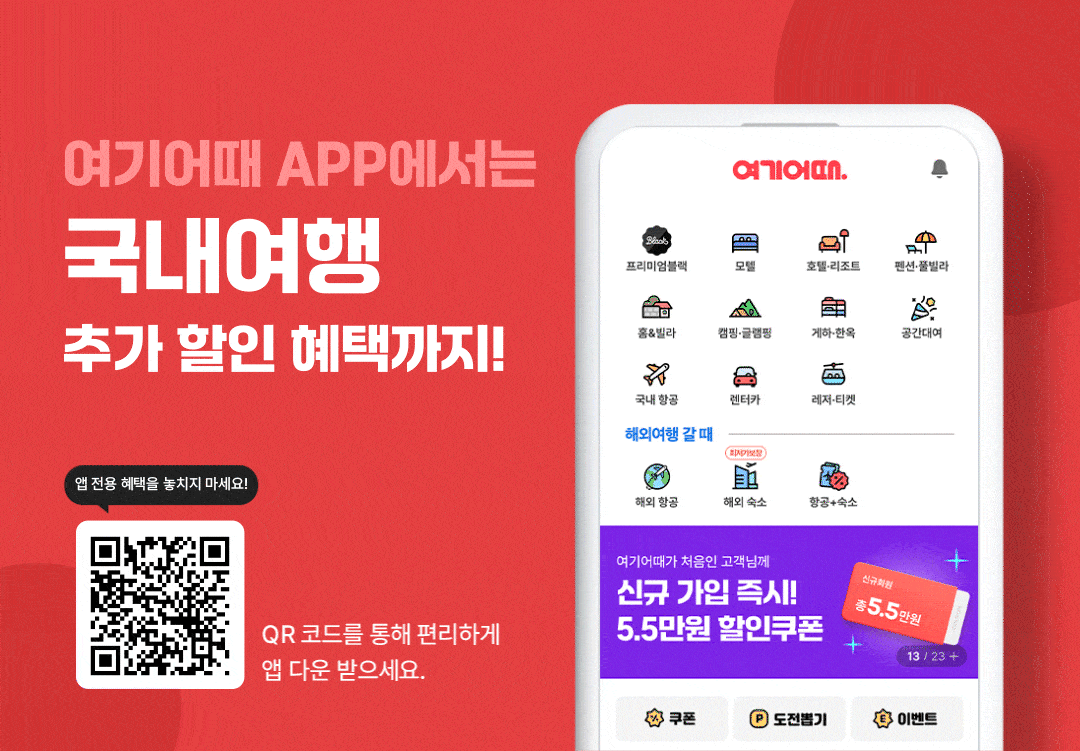 여기어때 APP에서는
국내여행
추가 할인 혜택까지!
앱 전용 혜택을 놓치지 마세요!
QR 코드를 통해 편리하게
앱 다운 받으세요.
여기어때.
Black
프리미엄블랙
모텔
호텔·리조트
펜션·풀빌라
홈&빌라
캠핑·글램핑
게하·한옥
공간대여
국내 항공
렌터카
레저·티켓
해외여행 갈 때
최저가보장
해외 항공
해외 숙소
항공+숙소
여기어때가 처음인 고객님께
신규 가입 즉시!
5.5만원 할인쿠폰
신규회원
총5.5만원
13 / 23 +
쿠폰
P 도전뽑기
E 이벤트